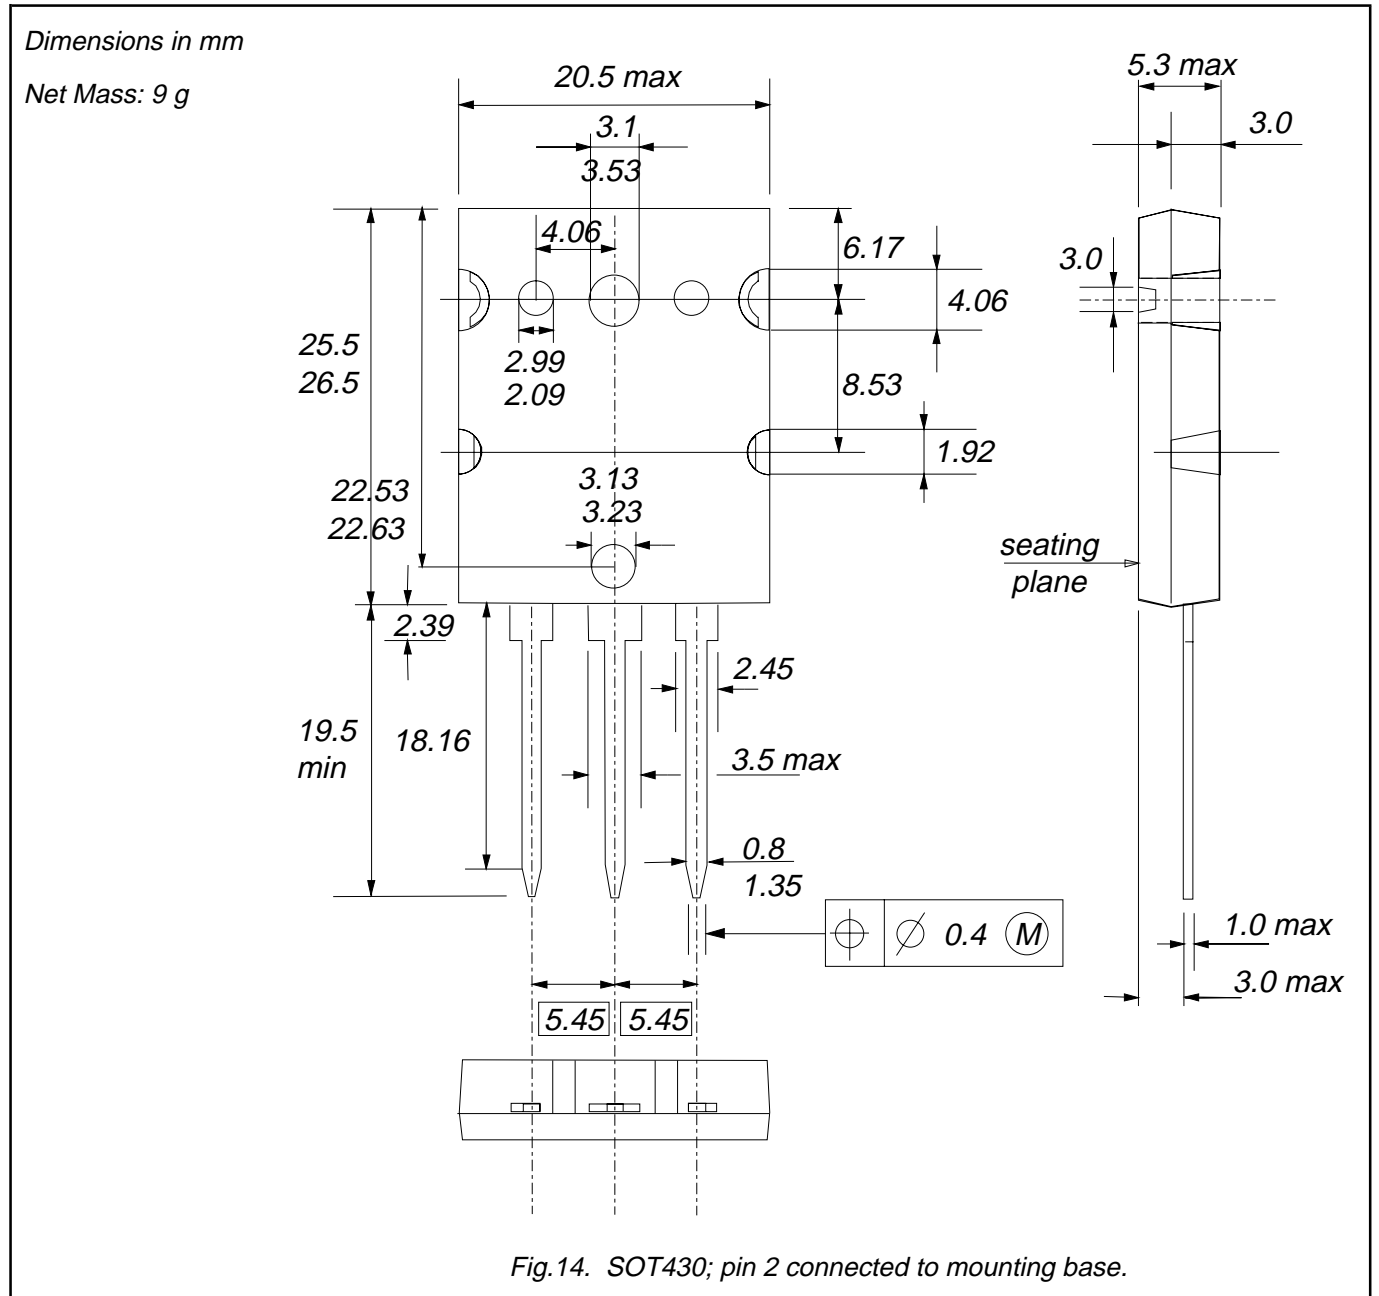 Dimensions in mm
Net Mass: 9 g
20.5 max
5.3 max
3.1
3.53
3.0
4.06
6.17
3.0
4.06
25.5
26.5
2.99
2.09
8.53
1.92
22.53
22.63
3.13
3.23
seating
plane
2.39
2.45
19.5
min
18.16
3.5 max
0.8
1.35
0.4 M
1.0 max
3.0 max
5.45 5.45
Fig.14. SOT430; pin 2 connected to mounting base.